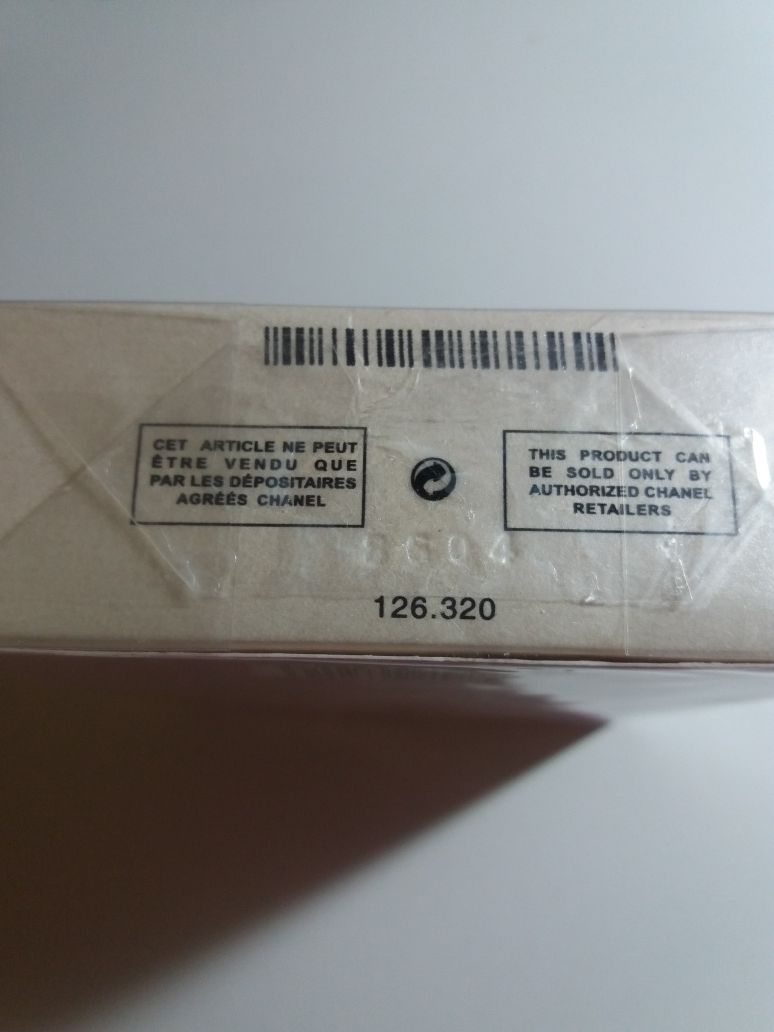 CET ARTICLE NE PEUT
ÊTRE VENDU QUE
PAR LES DÉPOSITAIRES
AGRÉÉS CHANEL
THIS PRODUCT CAN
BE SOLD ONLY BY
AUTHORIZED CHANEL
RETAILERS
126.320